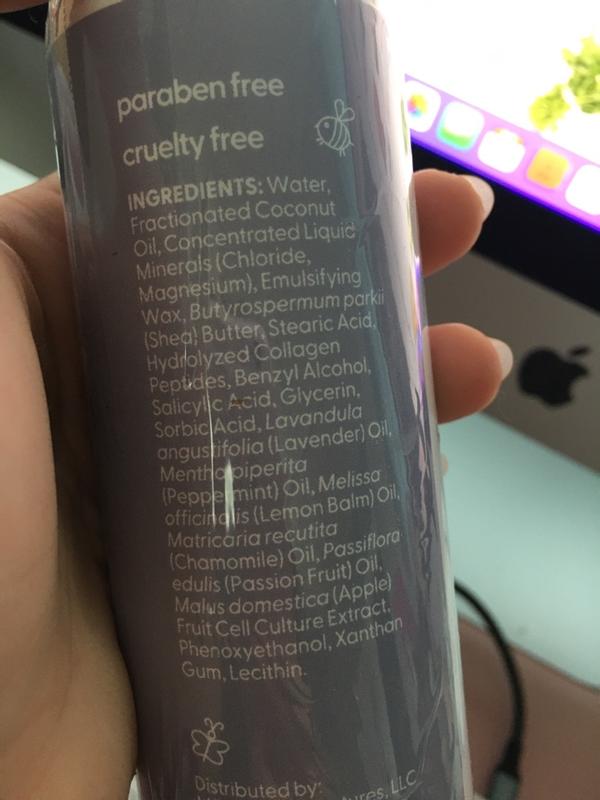 paraben free
cruelty free
INGREDIENTS: Water,
Fractionated Coconut
Oil, Concentrated Liquid
Minerals (Chloride,
Magnesium), Emulsifying
Wax, Butyrospermum parkii
(Shea) Butter, Stearic Acid,
Hydrolyzed Collagen
Peptides, Benzyl Alcohol,
Salicylic Acid, Glycerin,
Sorbic Acid, Lavandula
angustifolia (Lavender) Oil,
Mentha piperita
(Peppermint) Oil, Melissa
officinalis (Lemon Balm) Oil,
Matricaria recutita
(Chamomile) Oil, Passiflora
edulis (Passion Fruit) Oil,
Malus domestica (Apple)
Fruit Cell Culture Extract,
Phenoxyethanol, Xanthan
Gum, Lecithin.
Distributed by:
LLC